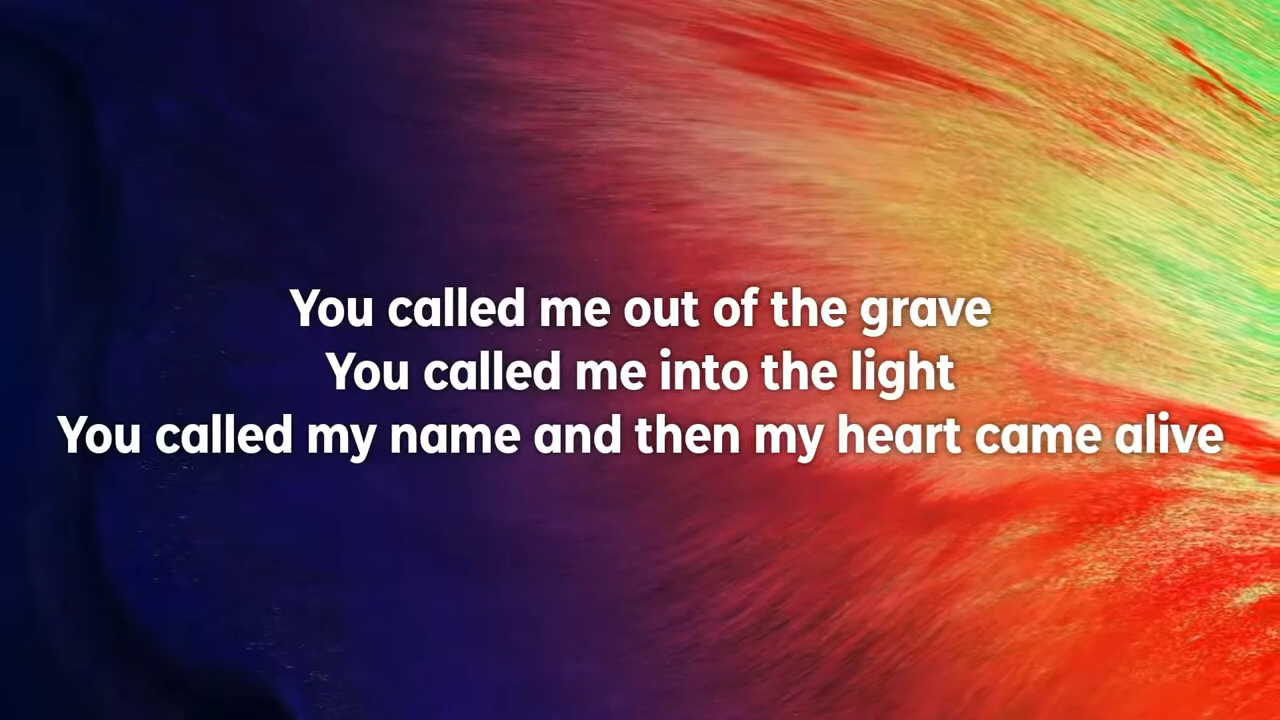 You called me out of the grave
You called me into the light
You called my name and then my heart came alive